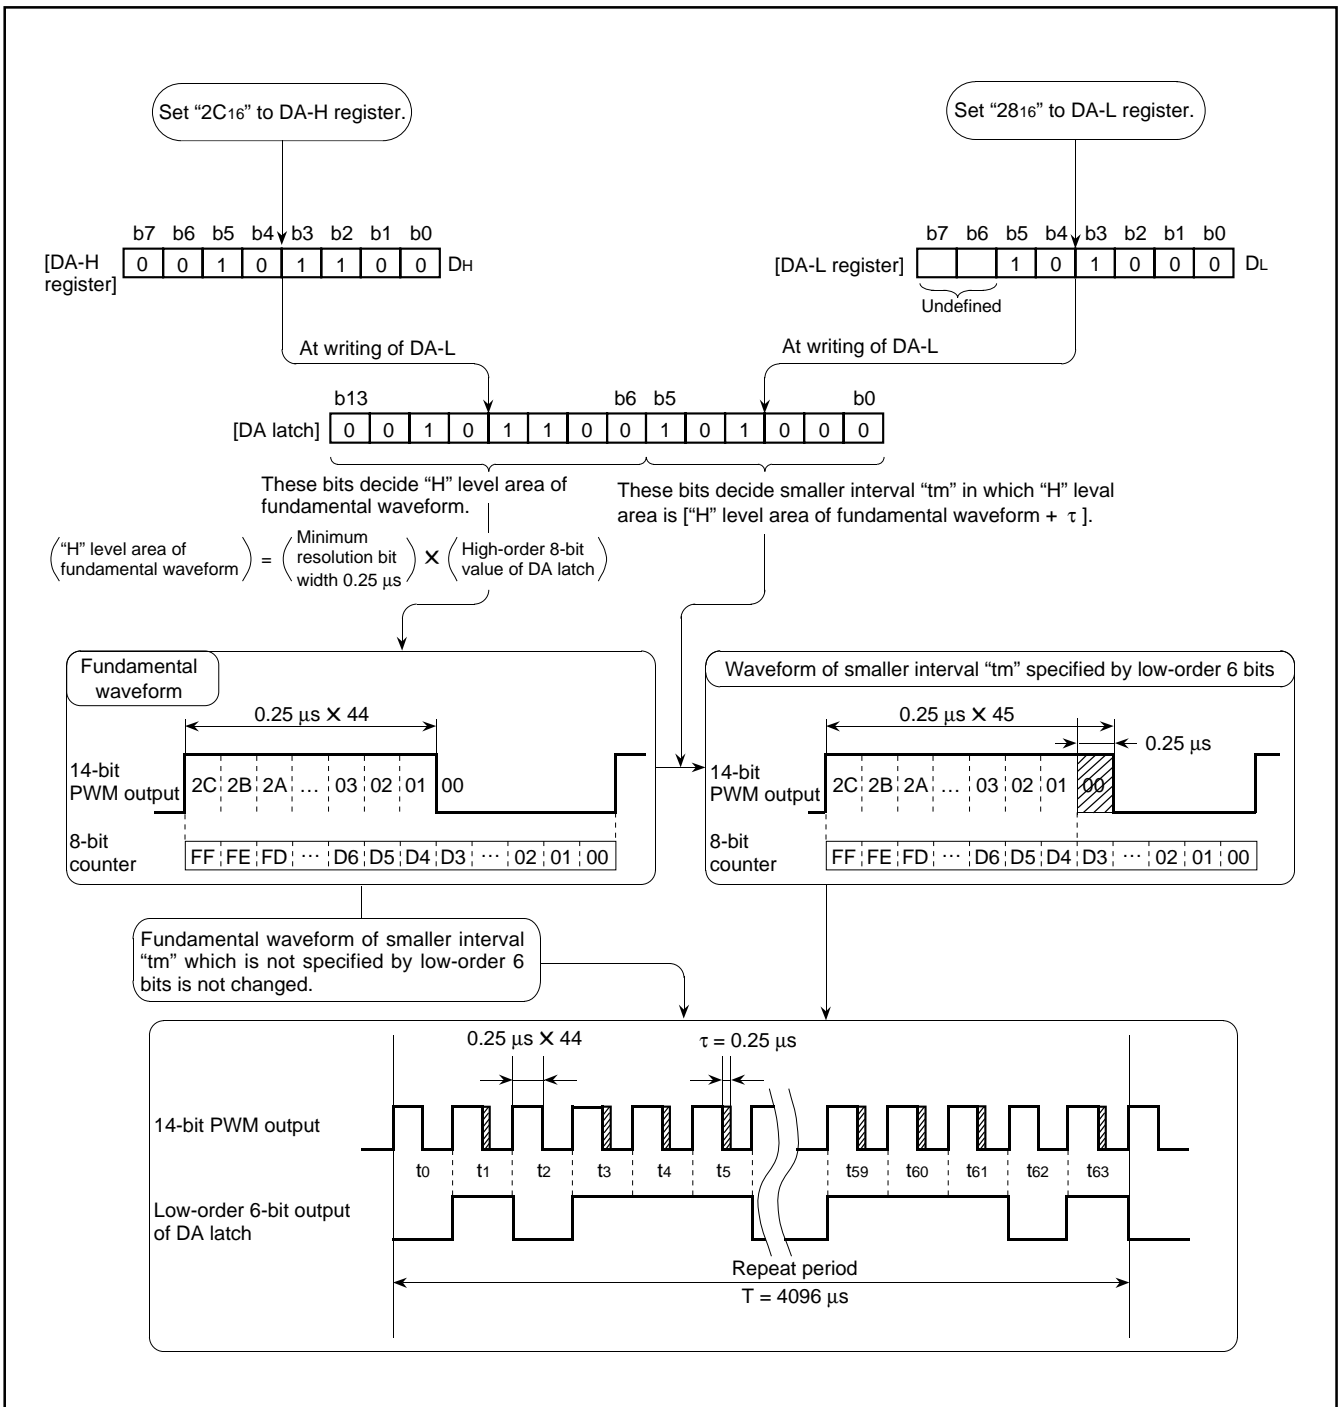 Set “2C16” to DA-H register.
Set “2816” to DA-L register.
b7 b6 b5 b4 b3 b2 b1 b0
[DA-H register] 0 0 1 0 1 1 0 0 DH
b7 b6 b5 b4 b3 b2 b1 b0
[DA-L register] 1 0 1 0 0 0 DL
Undefined
At writing of DA-L
At writing of DA-L
b13 b6 b5 b0
[DA latch] 0 0 1 0 1 1 0 0 1 0 1 0 0 0
These bits decide “H” level area of
fundamental waveform.
These bits decide smaller interval “tm” in which “H” leval
area is [“H” level area of fundamental waveform + τ ].
“H” level area of
fundamental waveform
=
Minimum
resolution bit
width 0.25 μs
×
High-order 8-bit
value of DA latch
Fundamental
waveform
0.25 μs × 44
14-bit
PWM output
2C 2B 2A … 03 02 01 00
8-bit
counter
FF FE FD … D6 D5 D4 D3 … 02 01 00
Waveform of smaller interval “tm” specified by low-order 6 bits
0.25 μs × 45
0.25 μs
14-bit
PWM output
2C 2B 2A … 03 02 01 00
8-bit
counter
FF FE FD … D6 D5 D4 D3 … 02 01 00
Fundamental waveform of smaller interval
“tm” which is not specified by low-order 6
bits is not changed.
0.25 μs × 44
τ = 0.25 μs
14-bit PWM output
t0 t1 t2 t3 t4 t5 t59 t60 t61 t62 t63
Low-order 6-bit output
of DA latch
Repeat period
T = 4096 μs